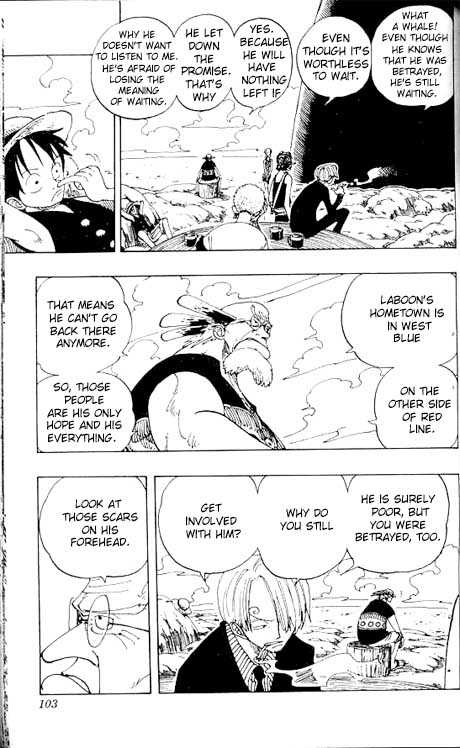 WHAT
A WHALE!
EVEN THOUGH
HE KNOWS
THAT HE WAS
BETRAYED,
HE'S STILL
WAITING.
EVEN
THOUGH IT'S
WORTHLESS
TO WAIT.
YES.
BECAUSE
HE WILL
HAVE
NOTHING
LEFT IF
HE LET
DOWN
THE
PROMISE.
THAT'S
WHY
WHY HE
DOESN'T WANT
TO LISTEN TO ME.
HE'S AFRAID OF
LOSING THE
MEANING
OF WAITING.
LABOON'S
HOMETOWN IS
IN WEST
BLUE
ON THE
OTHER SIDE
OF RED
LINE.
THAT MEANS
HE CAN'T GO
BACK THERE
ANYMORE.
SO, THOSE
PEOPLE
ARE HIS ONLY
HOPE AND HIS
EVERYTHING.
HE IS SURELY
POOR, BUT
YOU WERE
BETRAYED, TOO.
WHY DO
YOU STILL
GET
INVOLVED
WITH HIM?
LOOK AT
THOSE SCARS
ON HIS
FOREHEAD.
103